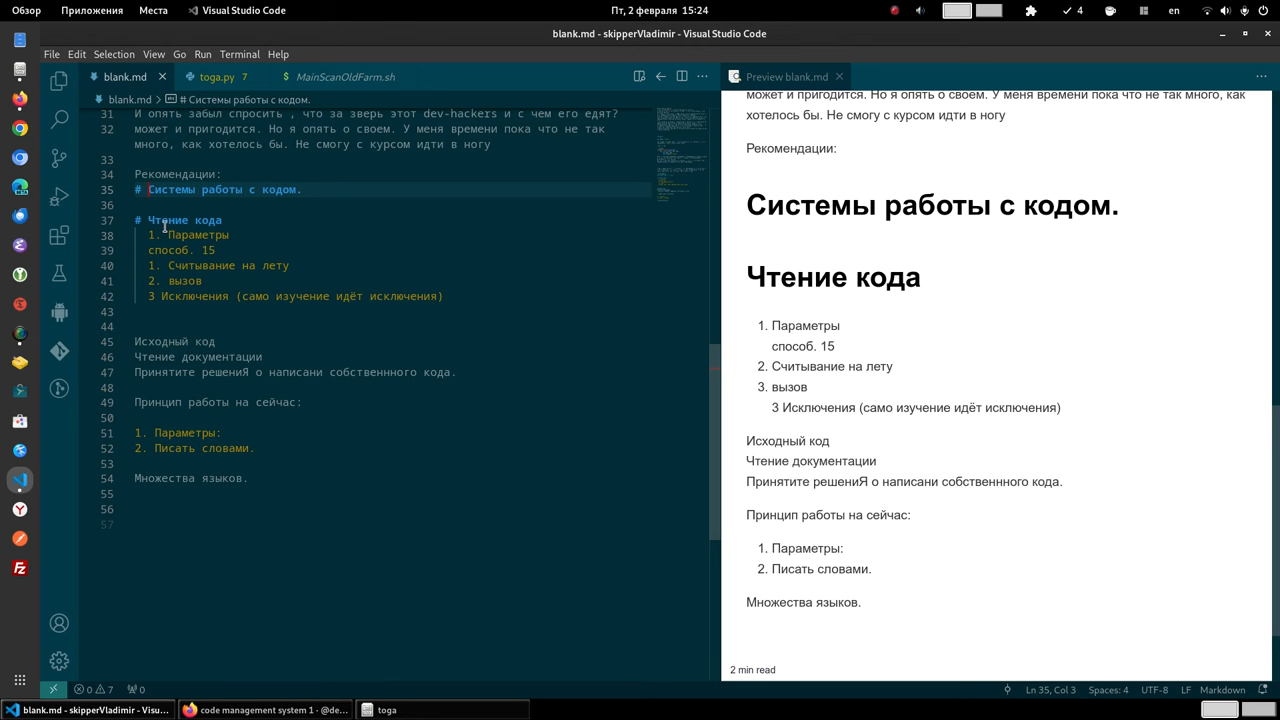 Обзор Приложения Места Visual Studio Code Пт, 2 февраля 15:24 4 en
blank.md - skipperVladimir - Visual Studio Code
File Edit Selection View Go Run Terminal Help
blank.md toga.py 7 MainScanOldFarm.sh
blank.md > # Системы работы с кодом.
31 И опять забыл спросить , что за зверь этот dev-hackers и с чем его едят?
32 может и пригодится. Но я опять о своем. У меня времени пока что не так
много, как хотелось бы. Не смогу с курсом идти в ногу
33
34 Рекомендации:
35 # Системы работы с кодом.
36
37 # Чтение кода
38 1. Параметры
39 способ. 15
40 1. Считывание на лету
41 2. вызов
42 3 Исключения (само изучение идёт исключения)
43
44
45 Исходный код
46 Чтение документации
47 Принятите решениЯ о написани собственнного кода.
48
49 Принцип работы на сейчас:
50
51 1. Параметры:
52 2. Писать словами.
53
54 Множества языков.
55
56
57
Preview blank.md
может и пригодится. Но я опять о своем. У меня времени пока что не так много, как
хотелось бы. Не смогу с курсом идти в ногу
Рекомендации:
Системы работы с кодом.
Чтение кода
1. Параметры
способ. 15
2. Считывание на лету
3. вызов
3 Исключения (само изучение идёт исключения)
Исходный код
Чтение документации
Принятите решениЯ о написани собственнного кода.
Принцип работы на сейчас:
1. Параметры:
2. Писать словами.
Множества языков.
2 min read
0 7 0 Ln 35, Col 3 Spaces: 4 UTF-8 LF Markdown
blank.md - skipperVladimir - Visu... code management system 1 · @de... toga